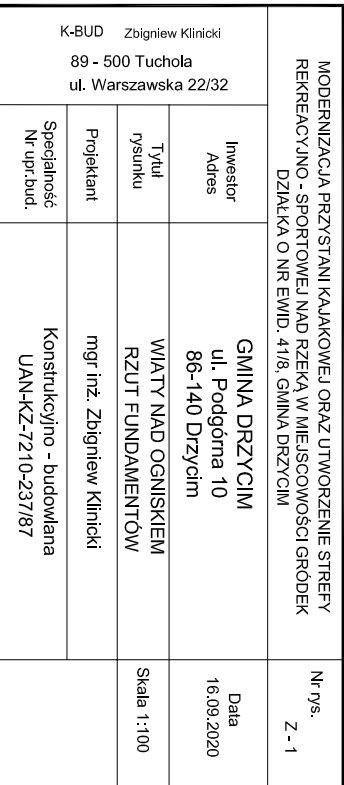 K-BUD Zbigniew Klinicki
89 - 500 Tuchola
ul. Warszawska 22/32
MODERNIZACJA PRZYSTANI KAJAKOWEJ ORAZ UTWORZENIE STREFY
REKREACYJNO - SPORTOWEJ NAD RZEKĄ W MIEJSCOWOŚCI GRÓDEK
DZIAŁKA O NR EWID. 41/8, GMINA DRZYCIM
Nr rys.
Z - 1
Inwestor
Adres
GMINA DRZYCIM
ul. Podgórna 10
86-140 Drzycim
Data
16.09.2020
Tytuł
rysunku
WIATY NAD OGNISKIEM
RZUT FUNDAMENTÓW
Skala 1:100
Projektant
mgr inż. Zbigniew Klinicki
Specjalność
Nr upr.bud.
Konstrukcyjno - budowlana
UAN-KZ-7210-237/87